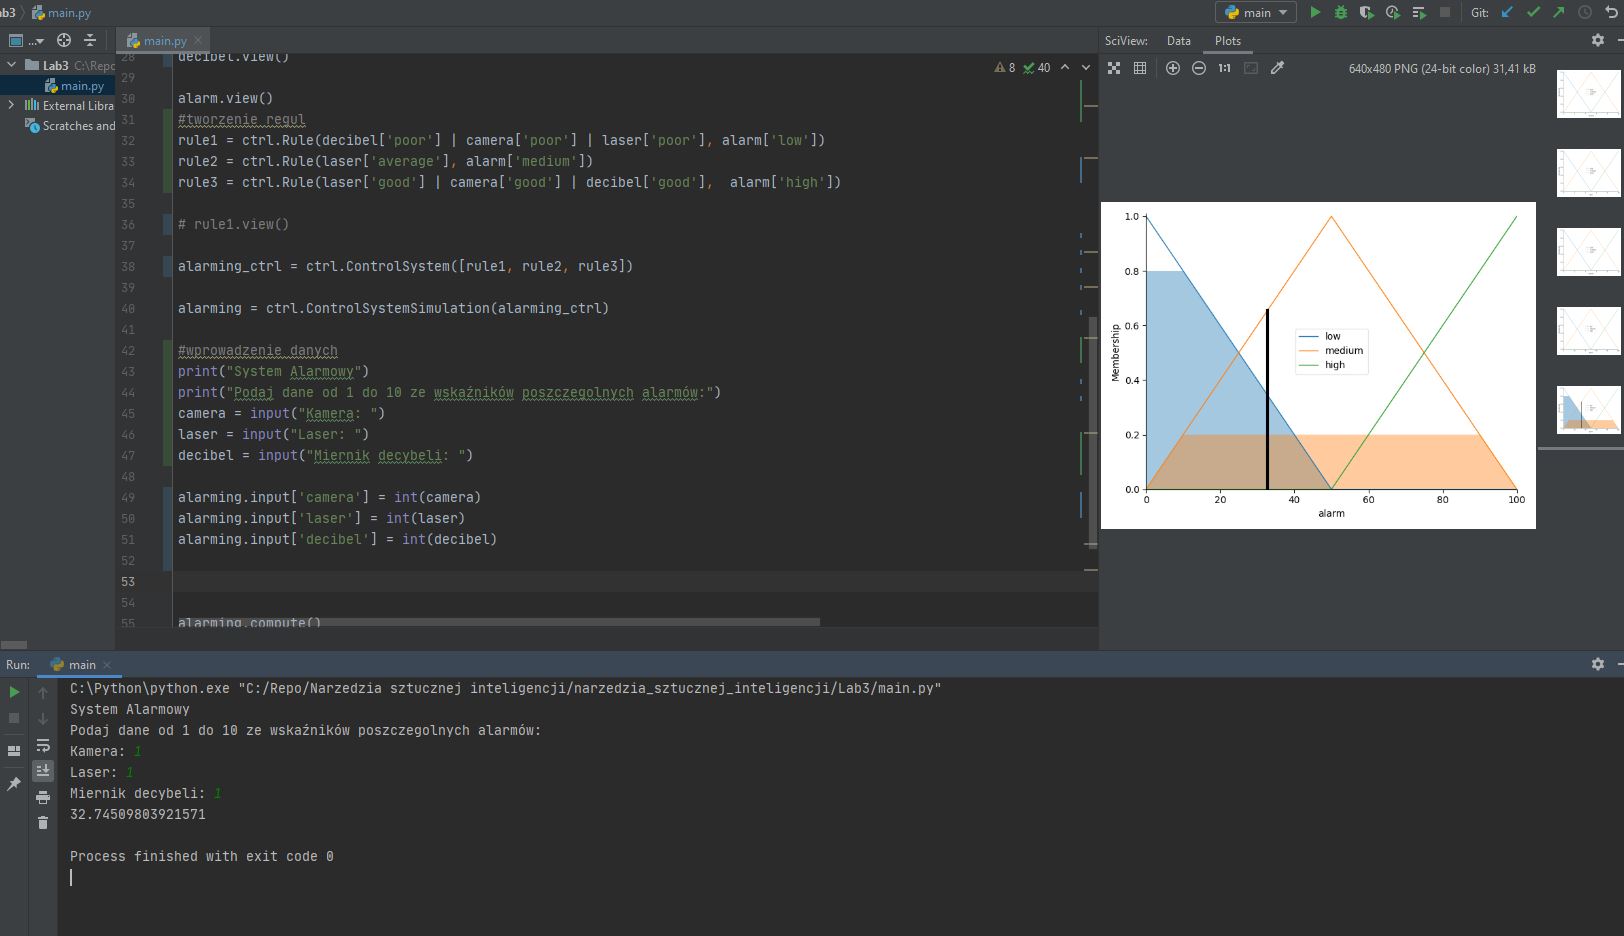 ab3
main.py
main
Git:
...
main.py
SciView:
Data
Plots
Lab3 C:\Repo
main.py
External Libra
Scratches and
8
40
1:1
640x480 PNG (24-bit color) 31,41 kB
28 decibel.view()
29
30 alarm.view()
31 #tworzenie regul
32 rule1 = ctrl.Rule(decibel['poor'] | camera['poor'] | laser['poor'], alarm['low'])
33 rule2 = ctrl.Rule(laser['average'], alarm['medium'])
34 rule3 = ctrl.Rule(laser['good'] | camera['good'] | decibel['good'],  alarm['high'])
35
36 # rule1.view()
37
38 alarming_ctrl = ctrl.ControlSystem([rule1, rule2, rule3])
39
40 alarming = ctrl.ControlSystemSimulation(alarming_ctrl)
41
42 #wprowadzenie danych
43 print("System Alarmowy")
44 print("Podaj dane od 1 do 10 ze wskaźników poszczegolnych alarmów:")
45 camera = input("Kamera: ")
46 laser = input("Laser: ")
47 decibel = input("Miernik decybeli: ")
48
49 alarming.input['camera'] = int(camera)
50 alarming.input['laser'] = int(laser)
51 alarming.input['decibel'] = int(decibel)
52
53
54
55 alarming.compute()
1.0
0.8
0.6
0.4
0.2
0.0
Membership
low
medium
high
0 20 40 60 80 100
alarm
Run:
main
C:\Python\python.exe "C:/Repo/Narzedzia sztucznej inteligencji/narzedzia_sztucznej_inteligencji/Lab3/main.py"
System Alarmowy
Podaj dane od 1 do 10 ze wskaźników poszczegolnych alarmów:
Kamera: 1
Laser: 1
Miernik decybeli: 1
32.74509803921571
Process finished with exit code 0